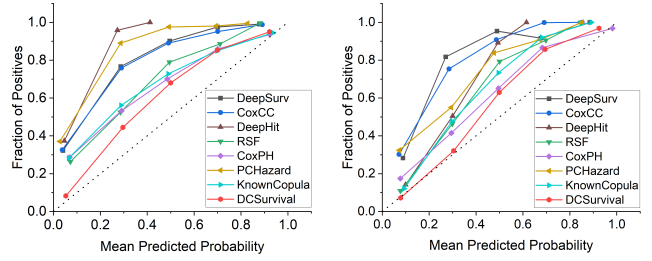 Fraction of Positives
1.0
0.8
0.6
0.4
0.2
0.0
DeepSurv
CoxCC
DeepHit
RSF
CoxPH
PCHazard
KnownCopula
DCSurvival
0.0 0.2 0.4 0.6 0.8 1.0
Mean Predicted Probability
Fraction of Positives
1.0
0.8
0.6
0.4
0.2
0.0
DeepSurv
CoxCC
DeepHit
RSF
CoxPH
PCHazard
KnownCopula
DCSurvival
0.0 0.2 0.4 0.6 0.8 1.0
Mean Predicted Probability